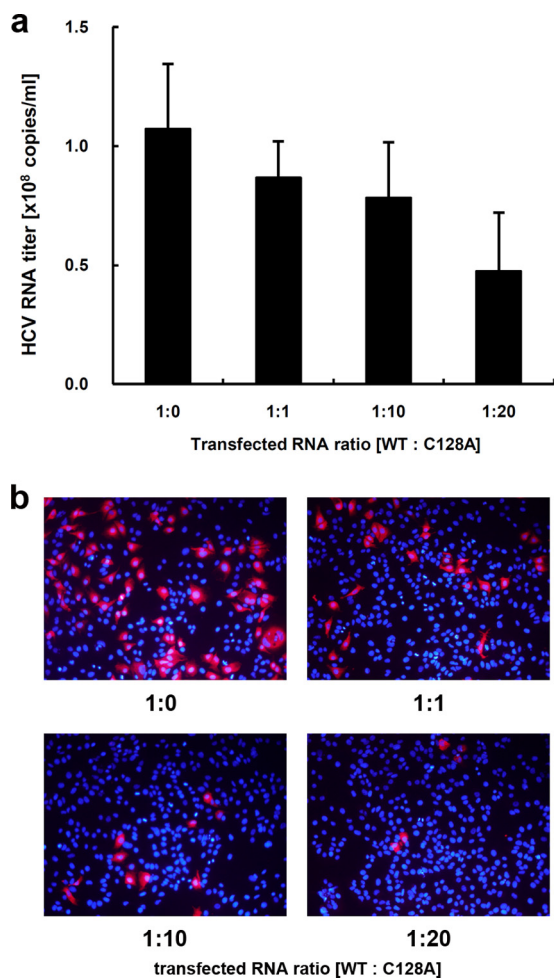 a
HCV RNA titer [x10⁸ copies/ml]
1.5
1.0
0.5
0.0
1:0 1:1 1:10 1:20
Transfected RNA ratio [WT : C128A]
b
1:0 1:1
1:10 1:20
transfected RNA ratio [WT : C128A]